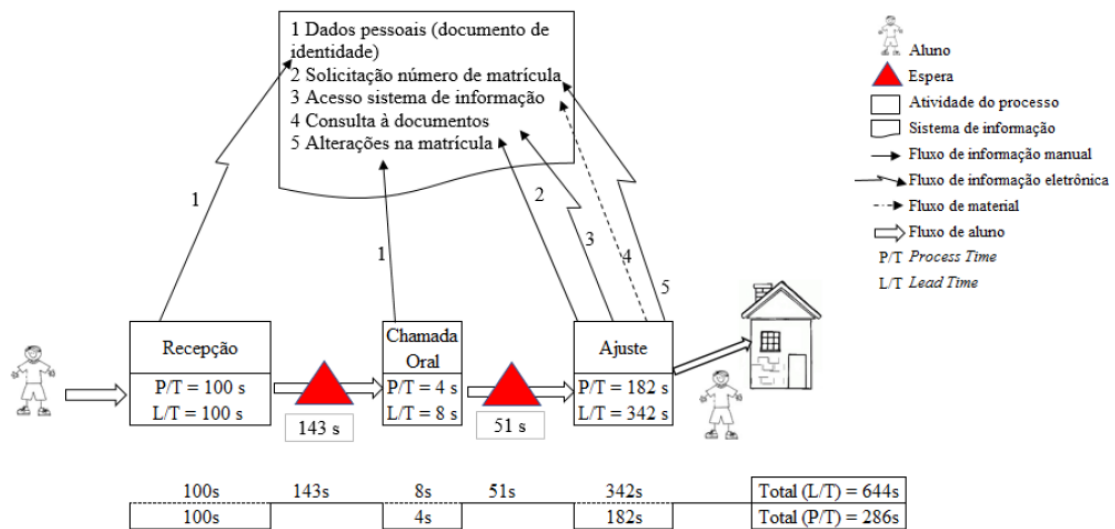 1 Dados pessoais (documento de
identidade)
2 Solicitação número de matrícula
3 Acesso sistema de informação
4 Consulta à documentos
5 Alterações na matrícula
Aluno
Espera
Atividade do processo
Sistema de informação
Fluxo de informação manual
Fluxo de informação eletrônica
Fluxo de material
Fluxo de aluno
P/T Process Time
L/T Lead Time
1
1
2
3
4
5
Recepção
P/T = 100 s
L/T = 100 s
143 s
Chamada
Oral
P/T = 4 s
L/T = 8 s
51 s
Ajuste
P/T = 182 s
L/T = 342 s
100s 143s 8s 51s 342s Total (L/T) = 644s
100s 4s 182s Total (P/T) = 286s